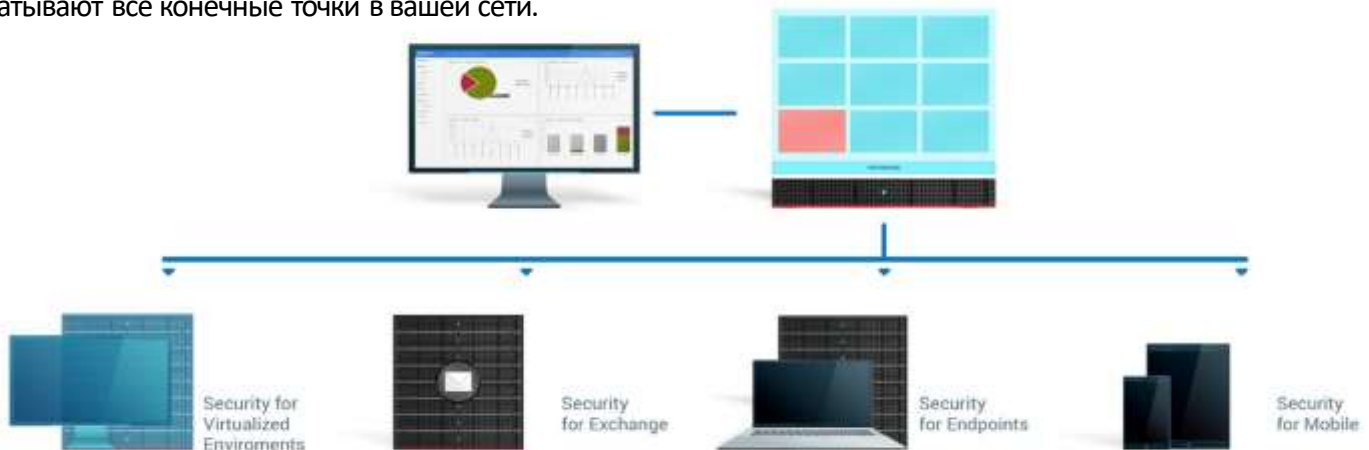 атывают все конечные точки в вашей сети.
Security for
Virtualized
Enviroments
Security
for Exchange
Security
for Endpoints
Security
for Mobile